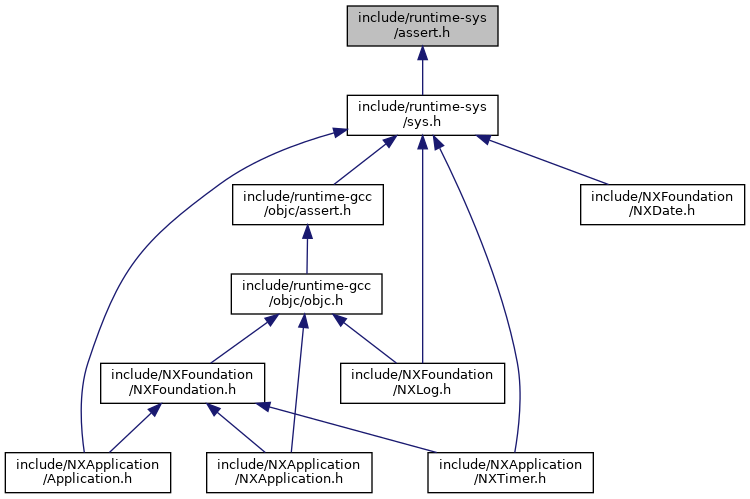 include/runtime-sys
/assert.h
include/runtime-sys
/sys.h
include/runtime-gcc
/objc/assert.h
include/NXFoundation
/NXDate.h
include/runtime-gcc
/objc/objc.h
include/NXFoundation
/NXFoundation.h
include/NXFoundation
/NXLog.h
include/NXApplication
/Application.h
include/NXApplication
/NXApplication.h
include/NXApplication
/NXTimer.h